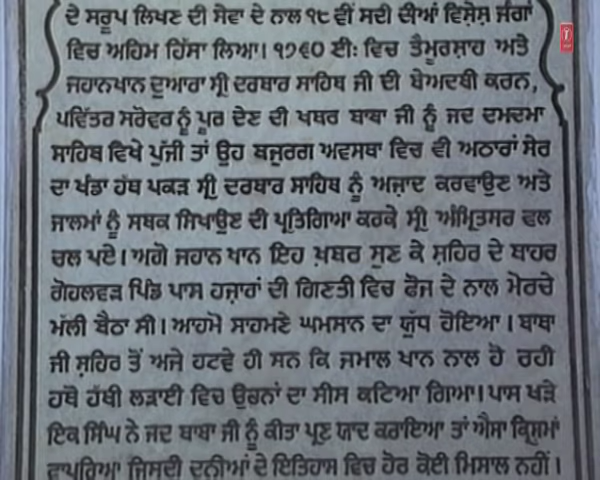 ਦੇ ਸਰੂਪ ਲਿਖਣ ਦੀ ਸੇਵਾ ਦੇ ਨਾਲ ੧੮ ਵੀਂ ਸਦੀ ਦੀਆਂ ਵਿਸ਼ੇਸ਼ ਜੰਗਾਂ
ਵਿਚ ਅਹਿਮ ਹਿੱਸਾ ਲਿਆ। ੧੭੬੦ ਈ: ਵਿਚ ਤੈਮੂਰਸ਼ਾਹ ਅਤੇ
ਜਹਾਨਖਾਨ ਦੁਆਰਾ ਸ੍ਰੀ ਦਰਬਾਰ ਸਾਹਿਬ ਜੀ ਦੀ ਬੇਅਦਬੀ ਕਰਨ,
ਪਵਿੱਤਰ ਸਰੋਵਰ ਨੂੰ ਪੂਰ ਦੇਣ ਦੀ ਖਬਰ ਬਾਬਾ ਜੀ ਨੂੰ ਜਦ ਦਮਦਮਾ
ਸਾਹਿਬ ਵਿਖੇ ਪੁੱਜੀ ਤਾਂ ਉਹ ਬਜੁਰਗ ਅਵਸਥਾ ਵਿਚ ਵੀ ਅਠਾਰਾਂ ਸੇਰ
ਦਾ ਖੰਡਾ ਹੱਥ ਪਕੜ ਸ੍ਰੀ ਦਰਬਾਰ ਸਾਹਿਬ ਨੂੰ ਅਜ਼ਾਦ ਕਰਵਾਉਣ ਅਤੇ
ਜਾਲਮਾਂ ਨੂੰ ਸਬਕ ਸਿਖਾਉਣ ਦੀ ਪ੍ਰਤਿਗਿਆ ਕਰਕੇ ਸ੍ਰੀ ਅੰਮ੍ਰਿਤਸਰ ਵਲ
ਚਲ ਪਏ। ਅਗੋ ਜਹਾਨ ਖਾਨ ਇਹ ਖ਼ਬਰ ਸੁਣ ਕੇ ਸ਼ਹਿਰ ਦੇ ਬਾਹਰ
ਗੋਹਲਵੜ ਪਿੰਡ ਪਾਸ ਹਜ਼ਾਰਾਂ ਦੀ ਗਿਣਤੀ ਵਿਚ ਫੌਜ ਦੇ ਨਾਲ ਮੋਰਚੇ
ਮੱਲੀ ਬੈਠਾ ਸੀ। ਆਹਮੋ ਸਾਹਮਣੇ ਘਮਸਾਨ ਦਾ ਯੁੱਧ ਹੋਇਆ। ਬਾਬਾ
ਜੀ ਸ਼ਹਿਰ ਤੋਂ ਅਜੇ ਹਟਵੇ ਹੀ ਸਨ ਕਿ ਜਮਾਲ ਖਾਨ ਨਾਲ ਹੋ ਰਹੀ
ਹਥੋ ਹੱਥੀ ਲੜਾਈ ਵਿਚ ਉਹਨਾਂ ਦਾ ਸੀਸ ਕਟਿਆ ਗਿਆ। ਪਾਸ ਖੜੇ
ਇਕ ਸਿੰਘ ਨੇ ਜਦ ਬਾਬਾ ਜੀ ਨੂੰ ਕੀਤਾ ਪ੍ਰਣ ਯਾਦ ਕਰਾਇਆ ਤਾਂ ਐਸਾ ਕ੍ਰਿਸ਼ਮਾਂ
ਵਾਪਰਿਆ ਜਿਸਦੀ ਦੁਨੀਆਂ ਦੇ ਇਤਿਹਾਸ ਵਿਚ ਹੋਰ ਕੋਈ ਮਿਸਾਲ ਨਹੀਂ।